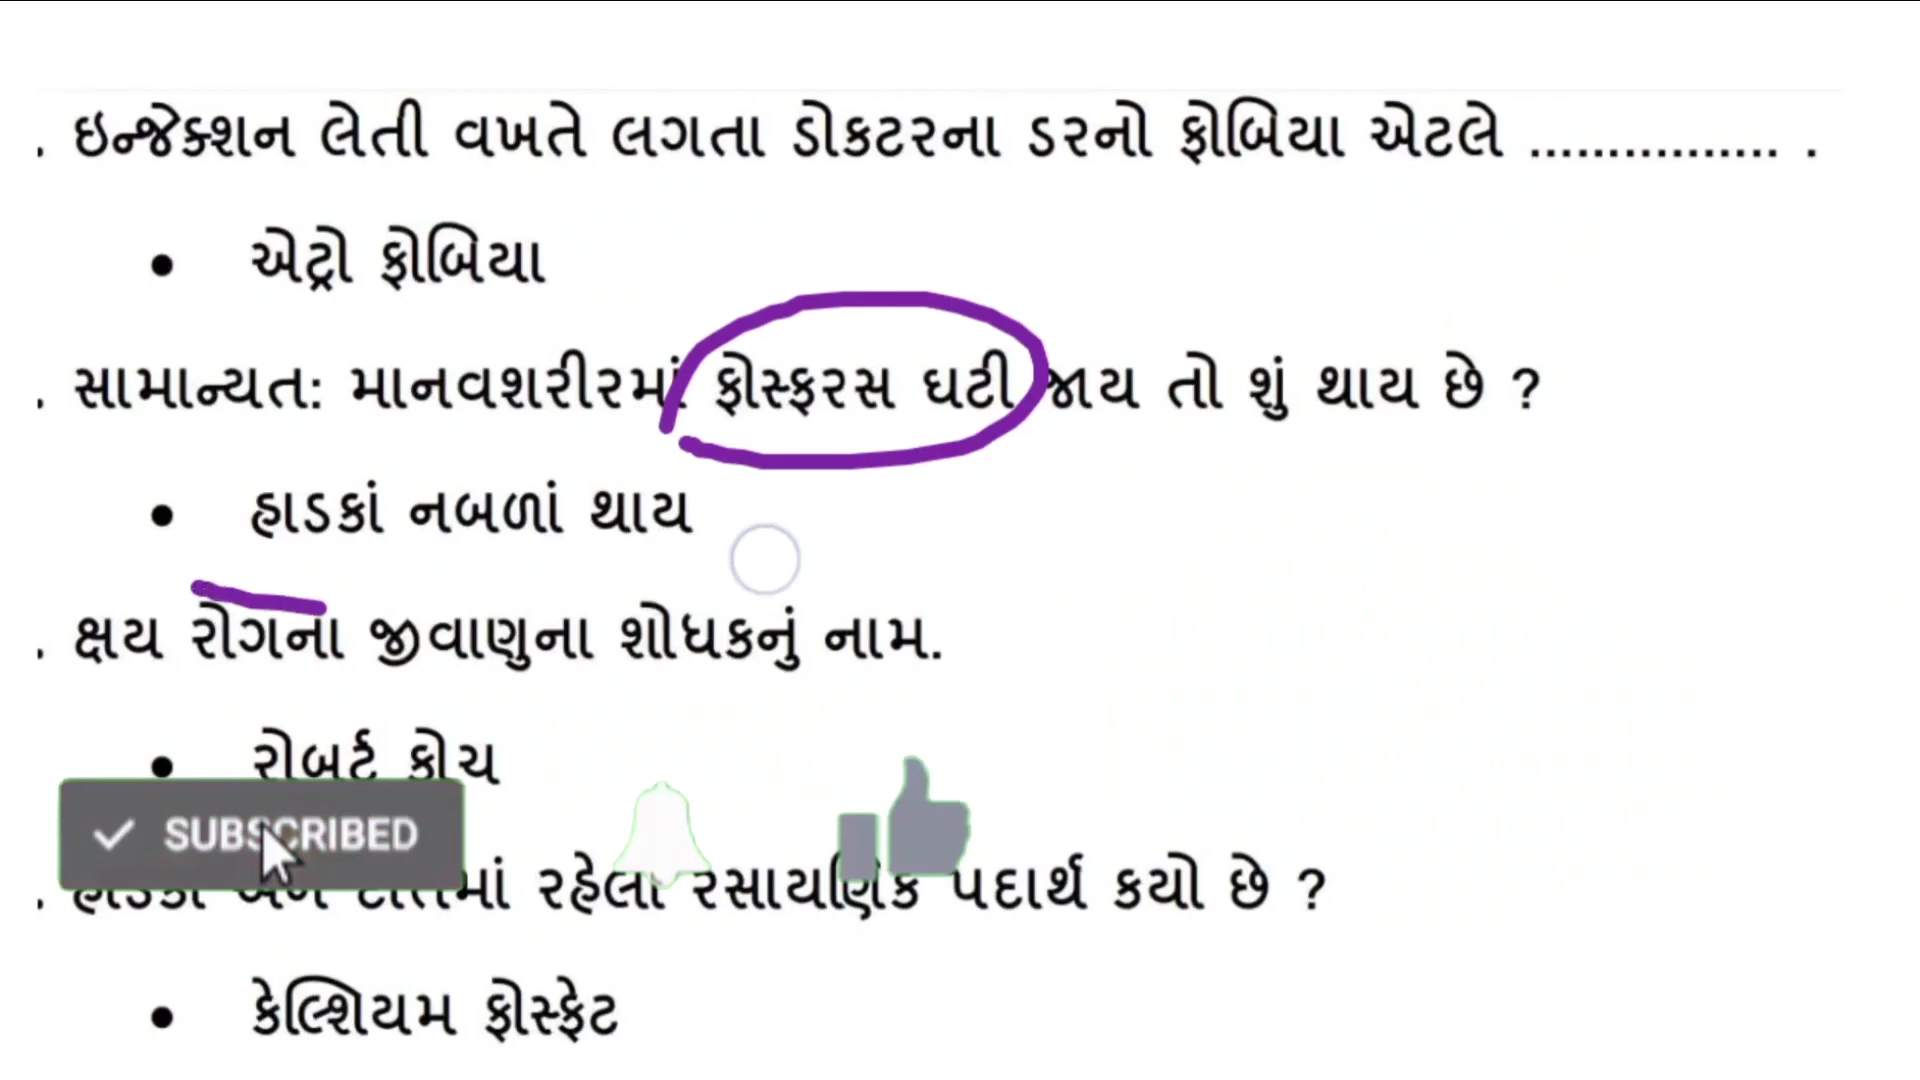 . ઇન્જેક્શન લેતી વખતે લગતા ડોકટરના ડરનો ફોબિયા એટલે ................ .
• એટ્રો ફોબિયા
. સામાન્યત: માનવશરીરમાં ફોસ્ફરસ ઘટી જાય તો શું થાય છે ?
• હાડકાં નબળાં થાય
. ક્ષય રોગના જીવાણુના શોધકનું નામ.
• રોબર્ટ કોચ
SUBSCRIBED
. રહેલો રસાયણિક પદાર્થ કયો છે ?
• કેલ્શિયમ ફોસ્ફેટ